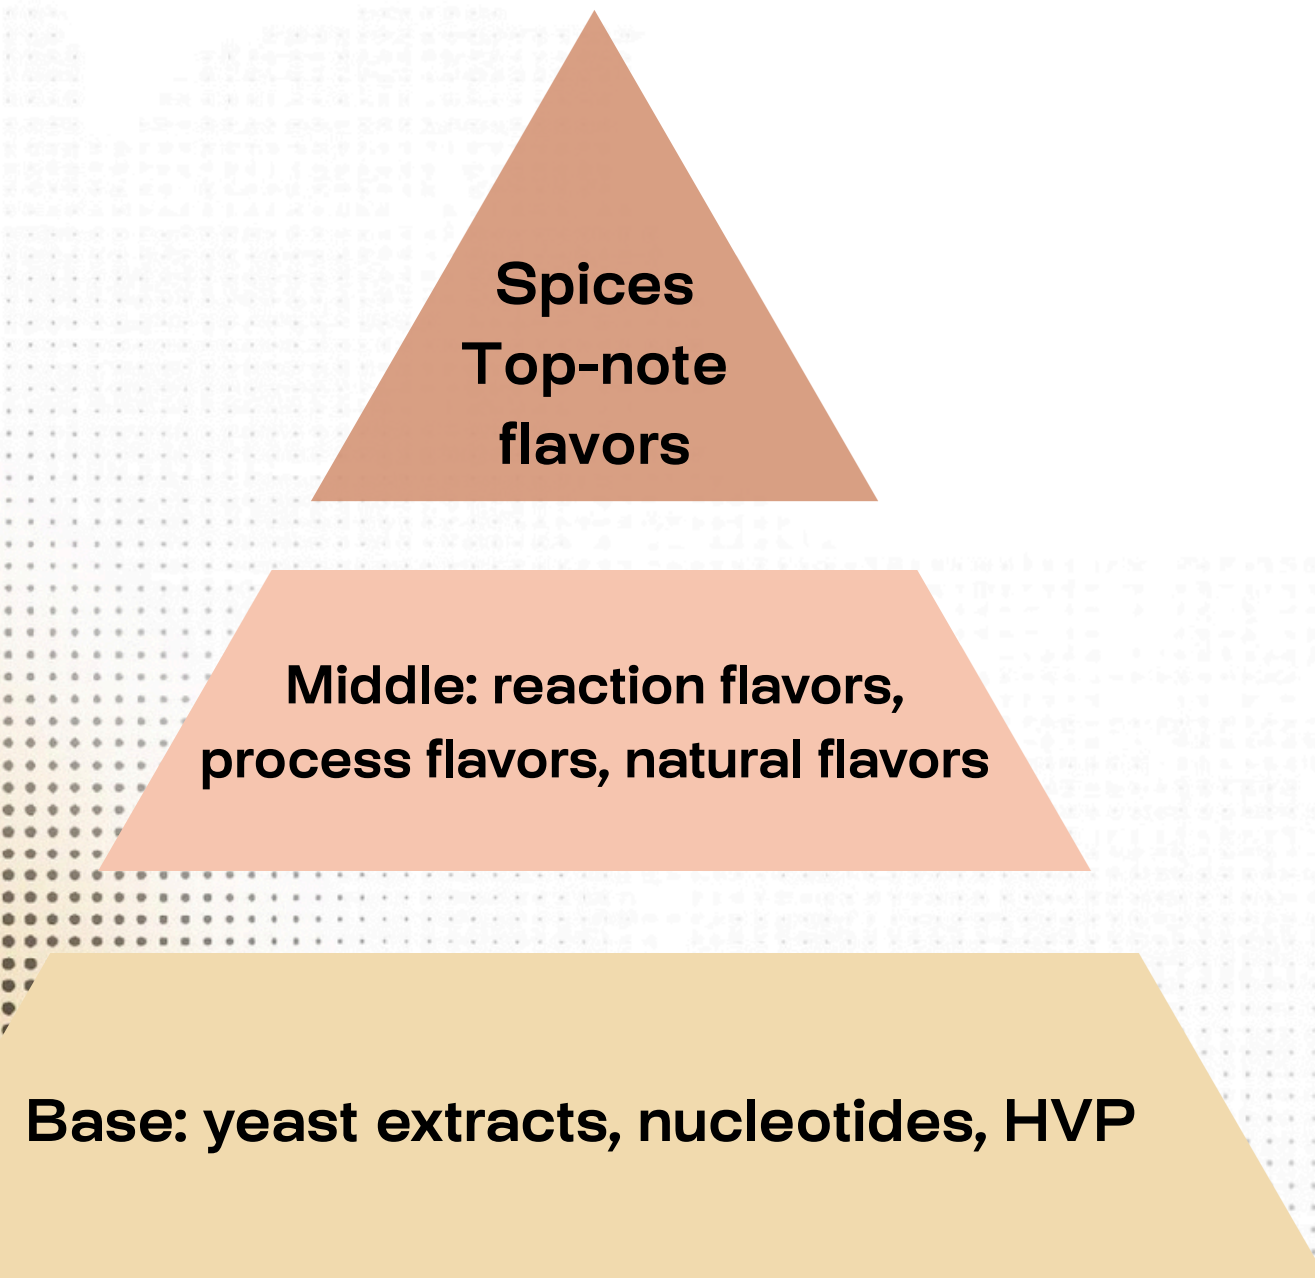 Spices
Top-note
flavors
Middle: reaction flavors,
process flavors, natural flavors
Base: yeast extracts, nucleotides, HVP